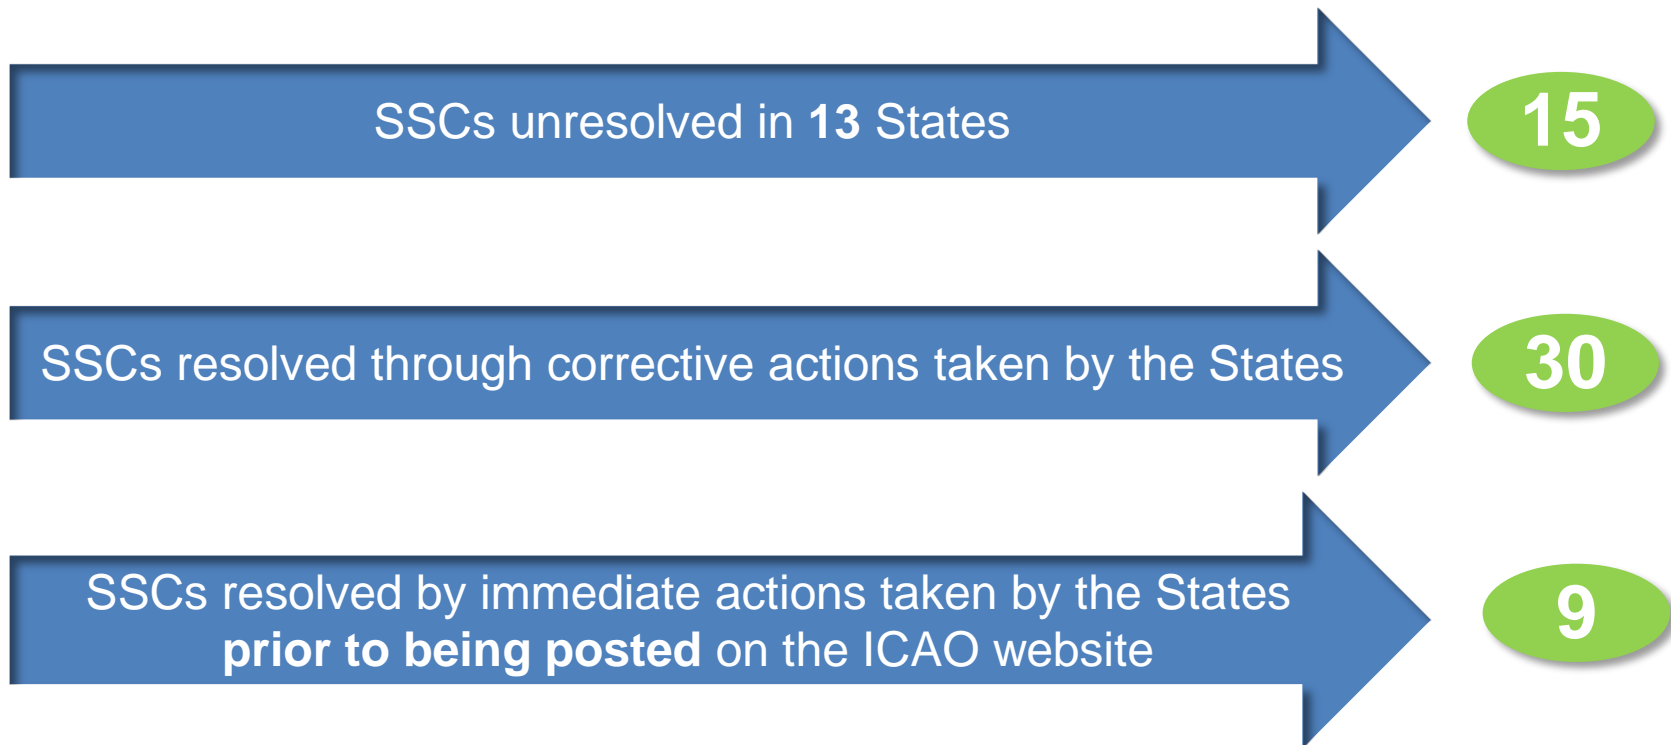 SSCs unresolved in 13 States
15
SSCs resolved through corrective actions taken by the States
30
SSCs resolved by immediate actions taken by the States
prior to being posted on the ICAO website
9